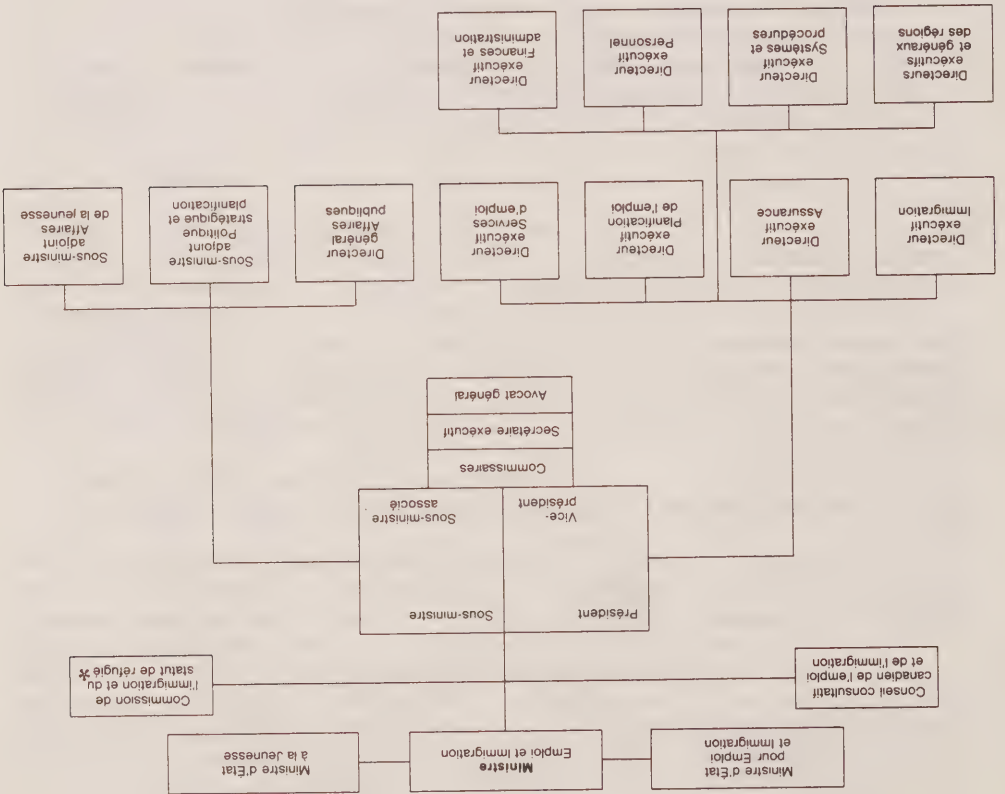 Ministre d'État
pour Emploi
et Immigration
Ministre
Emploi et Immigration
Ministre d'État
à la Jeunesse
Conseil consultatif
canadien de l'emploi
et de l'immigration
Commission de
l'immigration et du
statut de réfugié *
Président
Sous-ministre
Vice-
président
Sous-ministre
associé
Commissaires
Secrétaire exécutif
Avocat général
Directeur
exécutif
Immigration
Directeur
exécutif
Assurance
Directeur
exécutif
Planification
de l'emploi
Directeur
exécutif
Services
d'emploi
Directeur
général
Affaires
publiques
Sous-ministre
adjoint
Politique
stratégique et
planification
Sous-ministre
adjoint
Affaires
de la jeunesse
Directeurs
exécutifs
et généraux
des régions
Directeur
exécutif
Systèmes et
procédures
Directeur
exécutif
Personnel
Directeur
exécutif
Finances et
administration